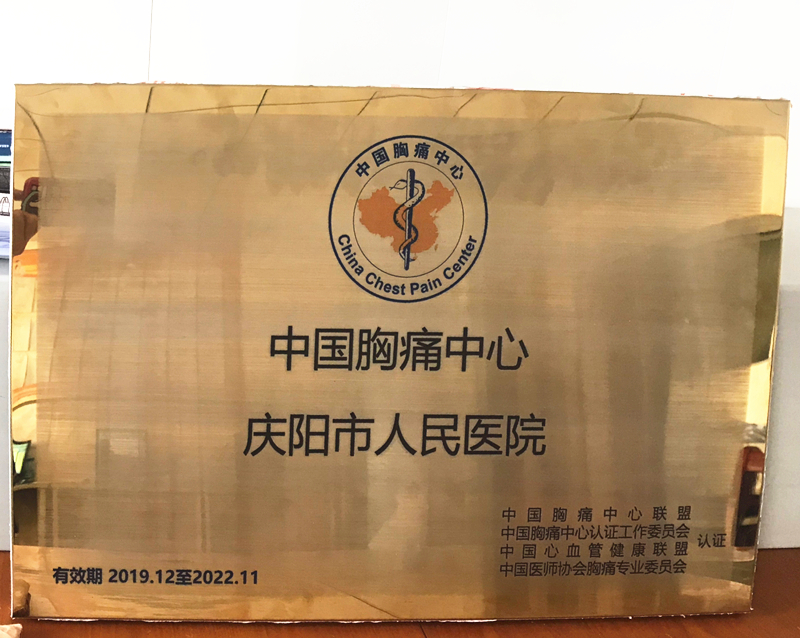 中国胸痛中心
China Chest Pain Center
中国胸痛中心
庆阳市人民医院
中国胸痛中心联盟
中国胸痛中心认证工作委员会
中国心血管健康联盟
中国医师协会胸痛专业委员会
认证
有效期 2019.12至2022.11